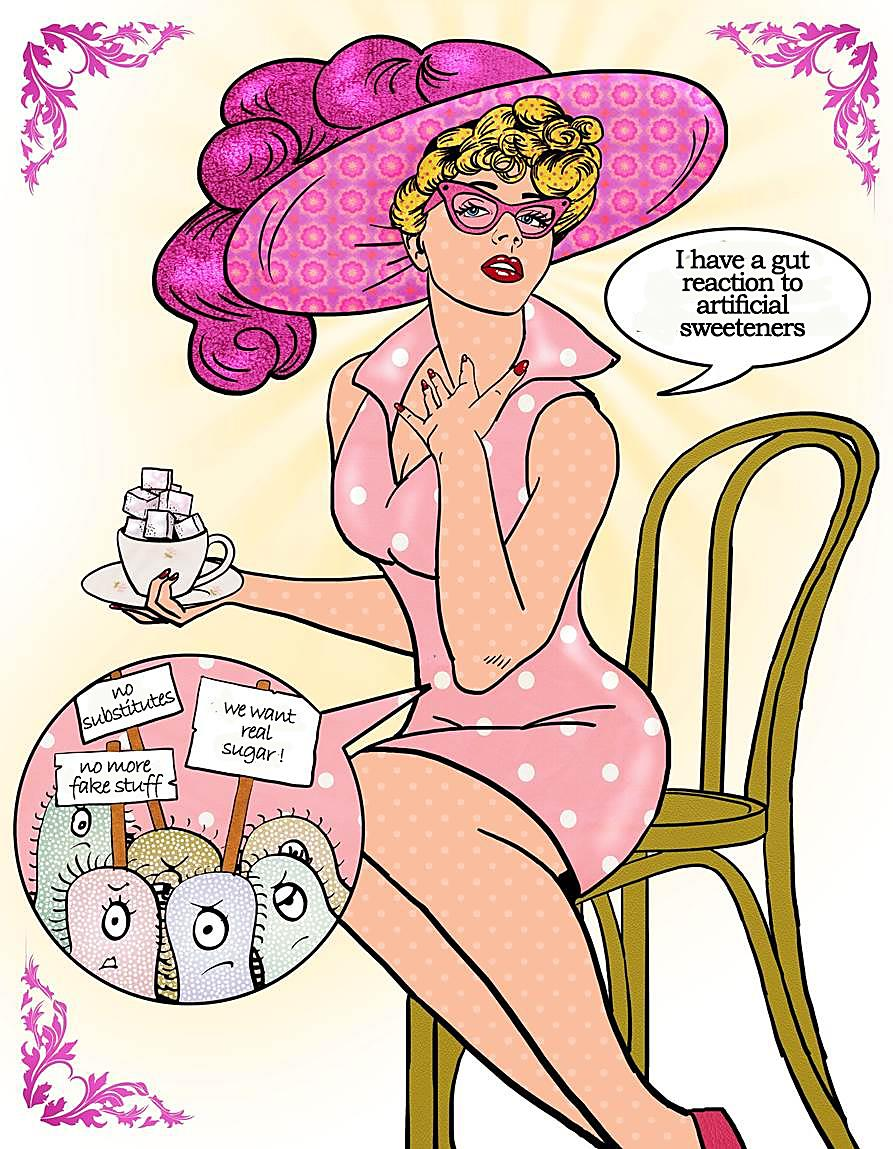 I have a gut
reaction to
artificial
sweeteners
no
substitutes
we want
real
sugar!
no more
fake stuff